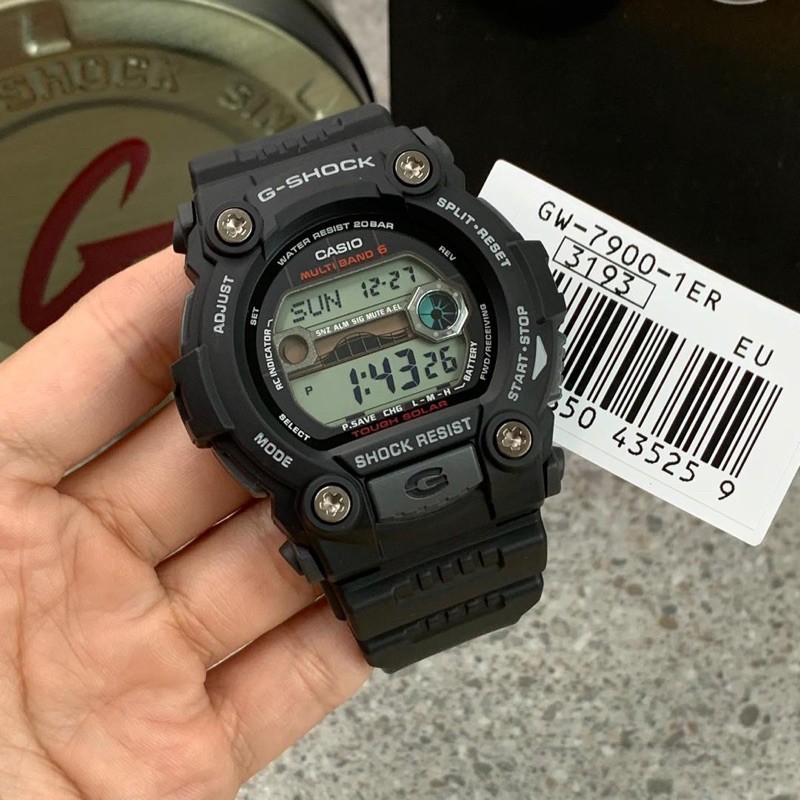 SHOCK
G
G-SHOCK
ADJUST
SPLIT•RESET
WATER RESIST 20BAR
CASIO
MULTI BAND 6
SET
REV
SUN 12-27
SNZ ALM SIG MUTE A.EL
RC INDICATOR
P 1:43 26
BATTERY
FWD/RECEIVING
START•STOP
P.SAVE CHG L-M-H
TOUGH SOLAR
SELECT
MODE
SHOCK RESIST
G
GW-7900-1ER
3193
EU
43525 9